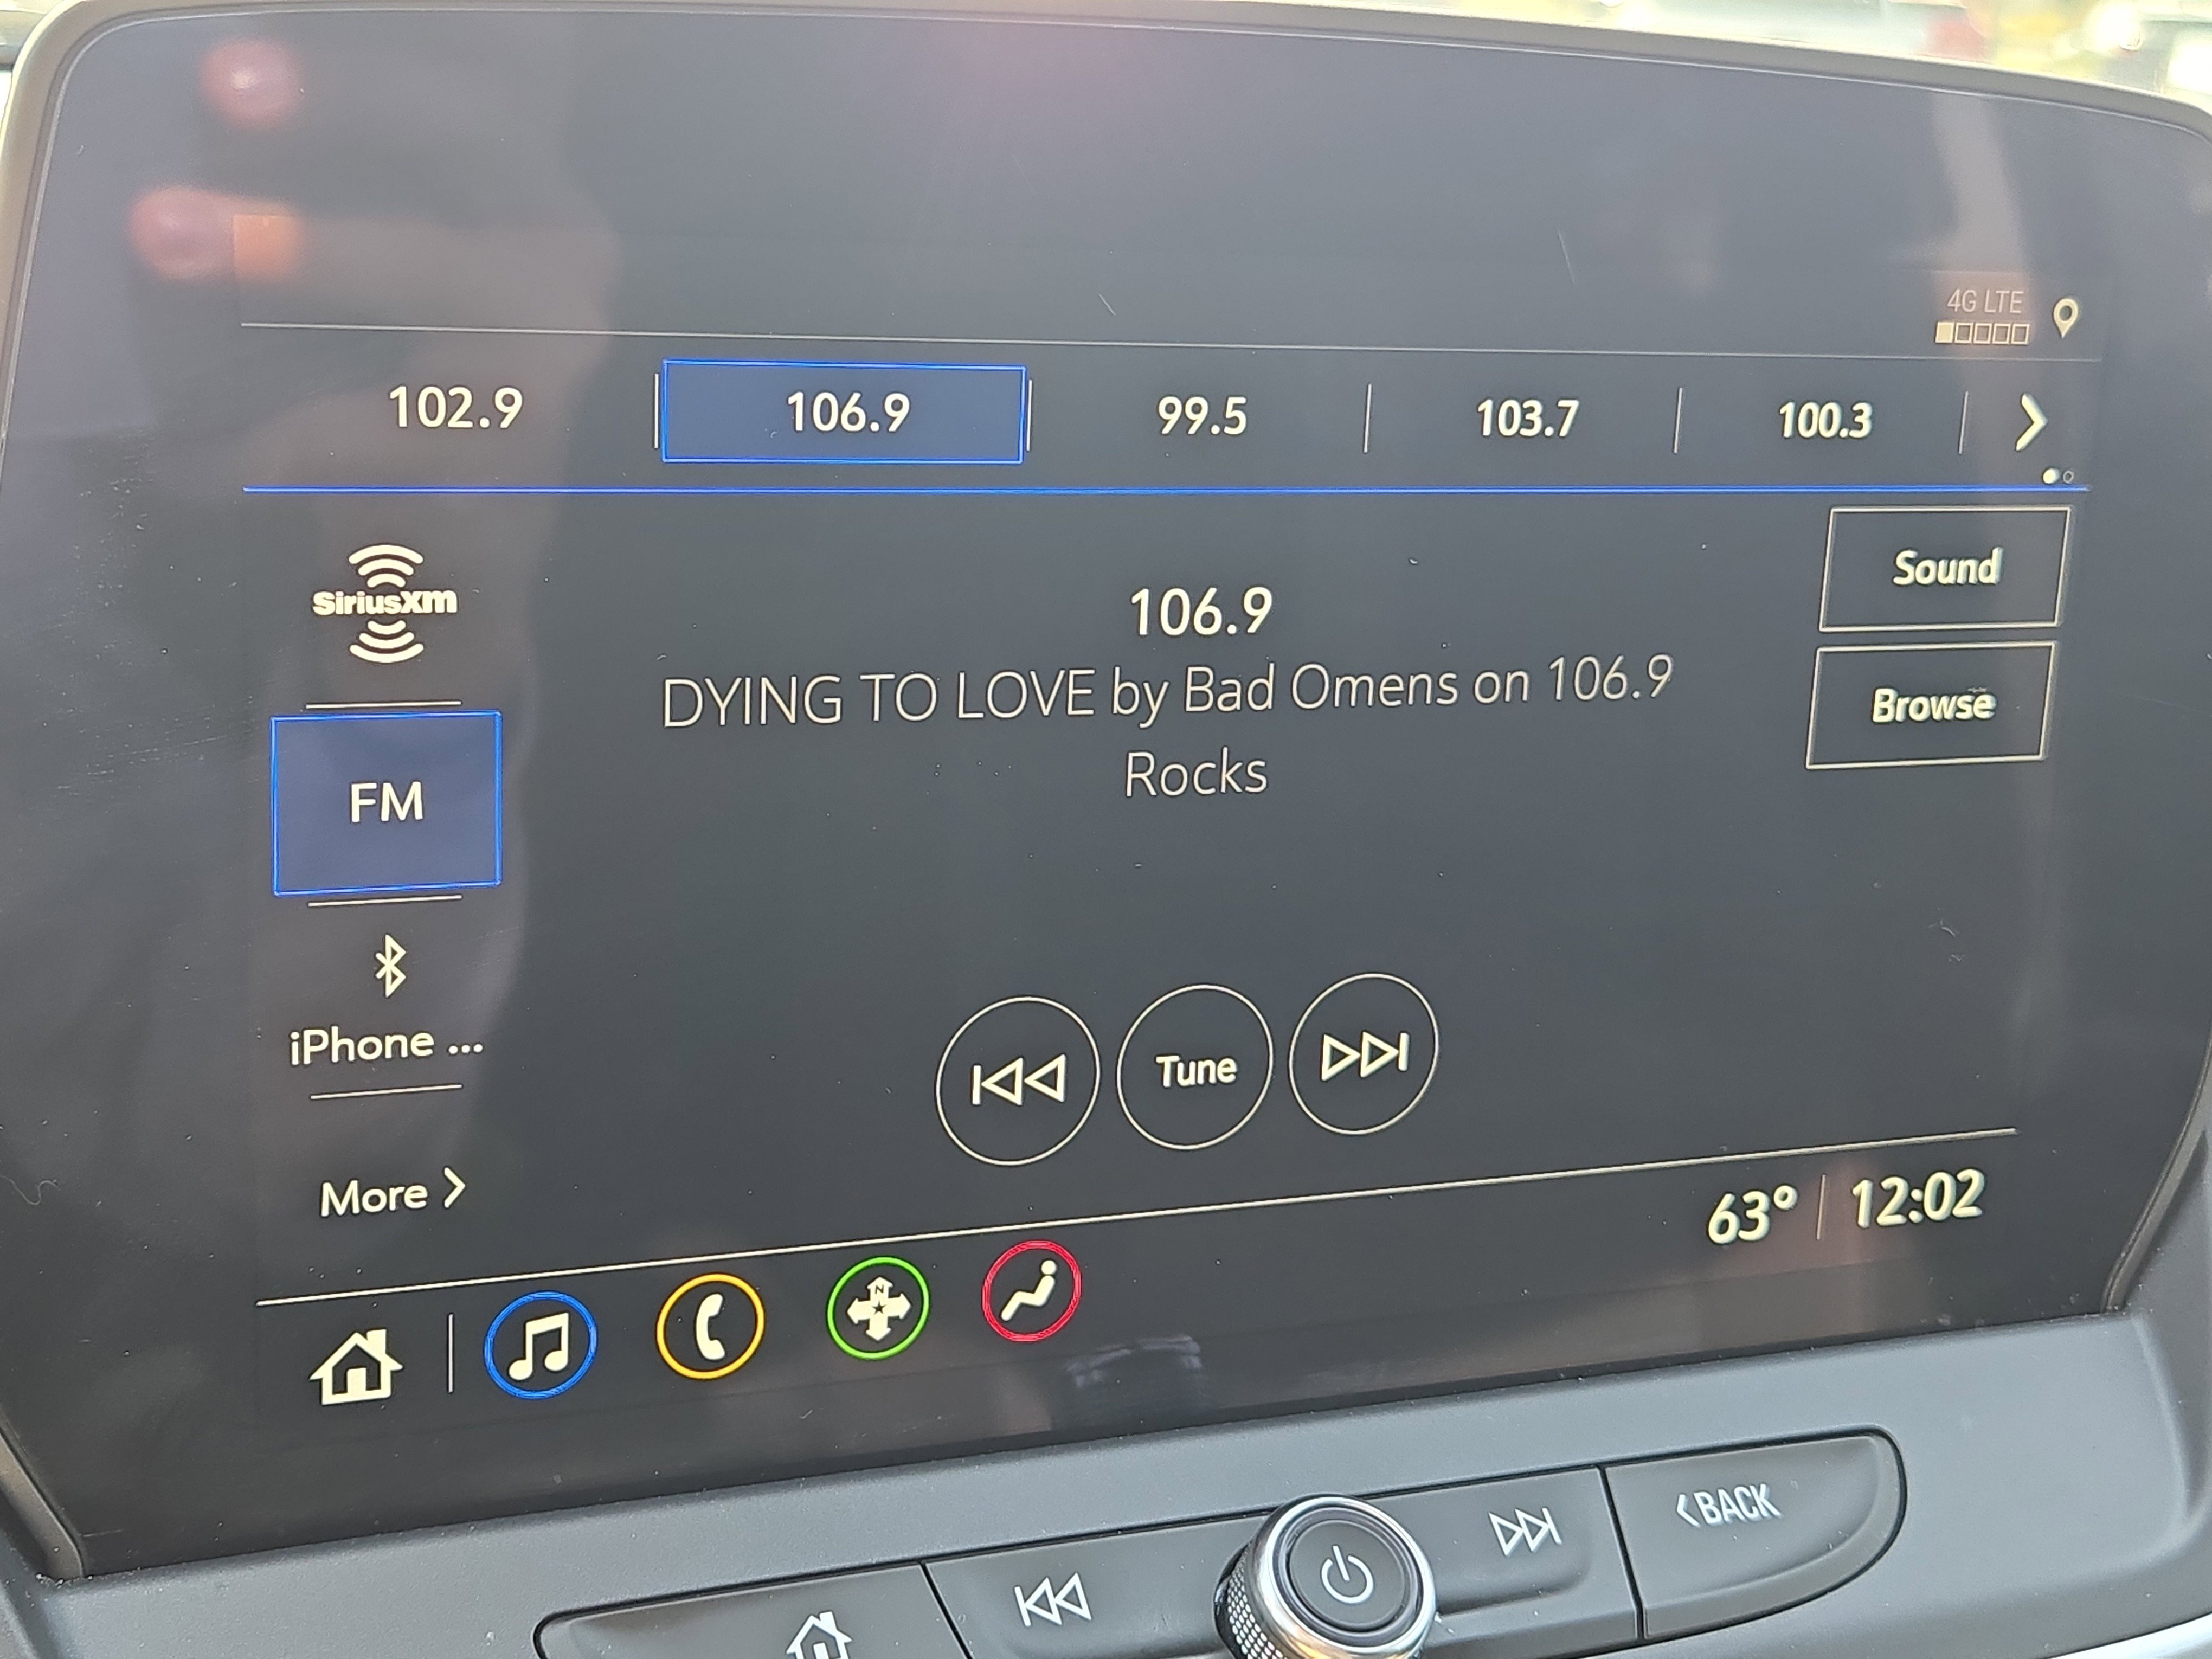 4G LTE
102.9
106.9
99.5
103.7
100.3
SiriusXM
106.9
Sound
DYING TO LOVE by Bad Omens on 106.9
Rocks
Browse
FM
iPhone ...
Tune
More
63° 12:02
N
BACK